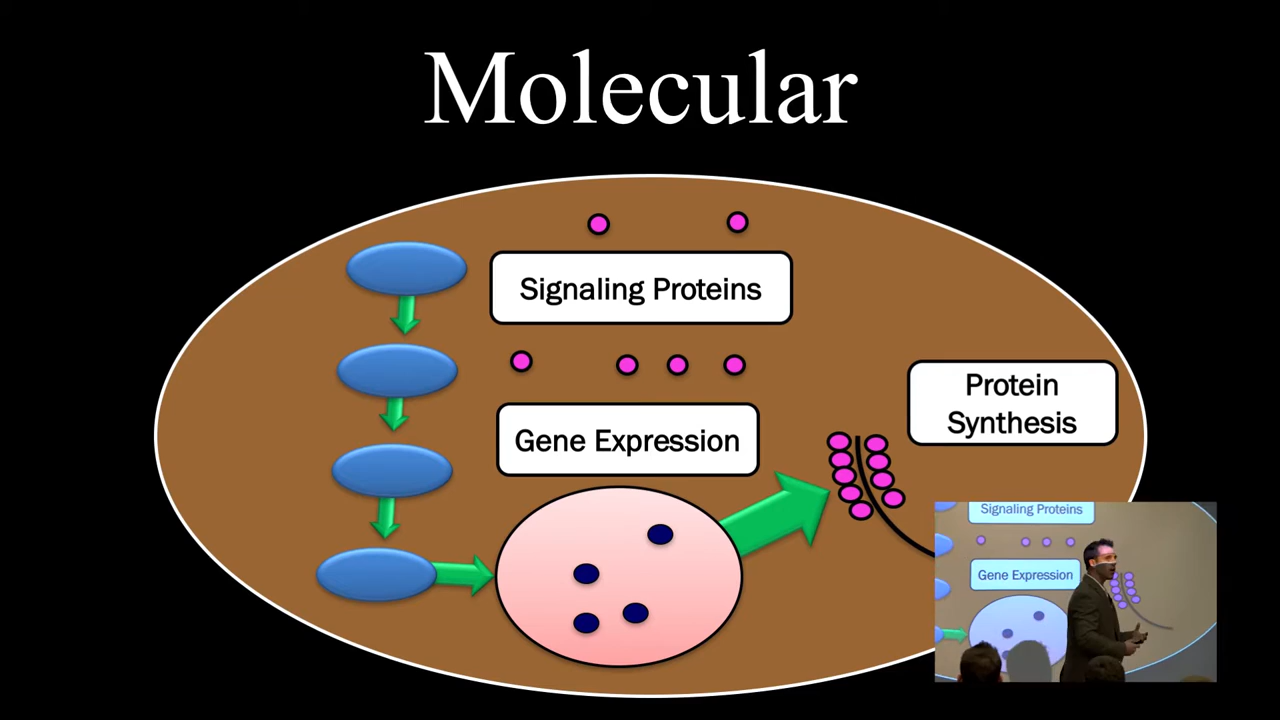 Molecular
Signaling Proteins
Gene Expression
Protein
Synthesis
Signaling Proteins
Gene Expression